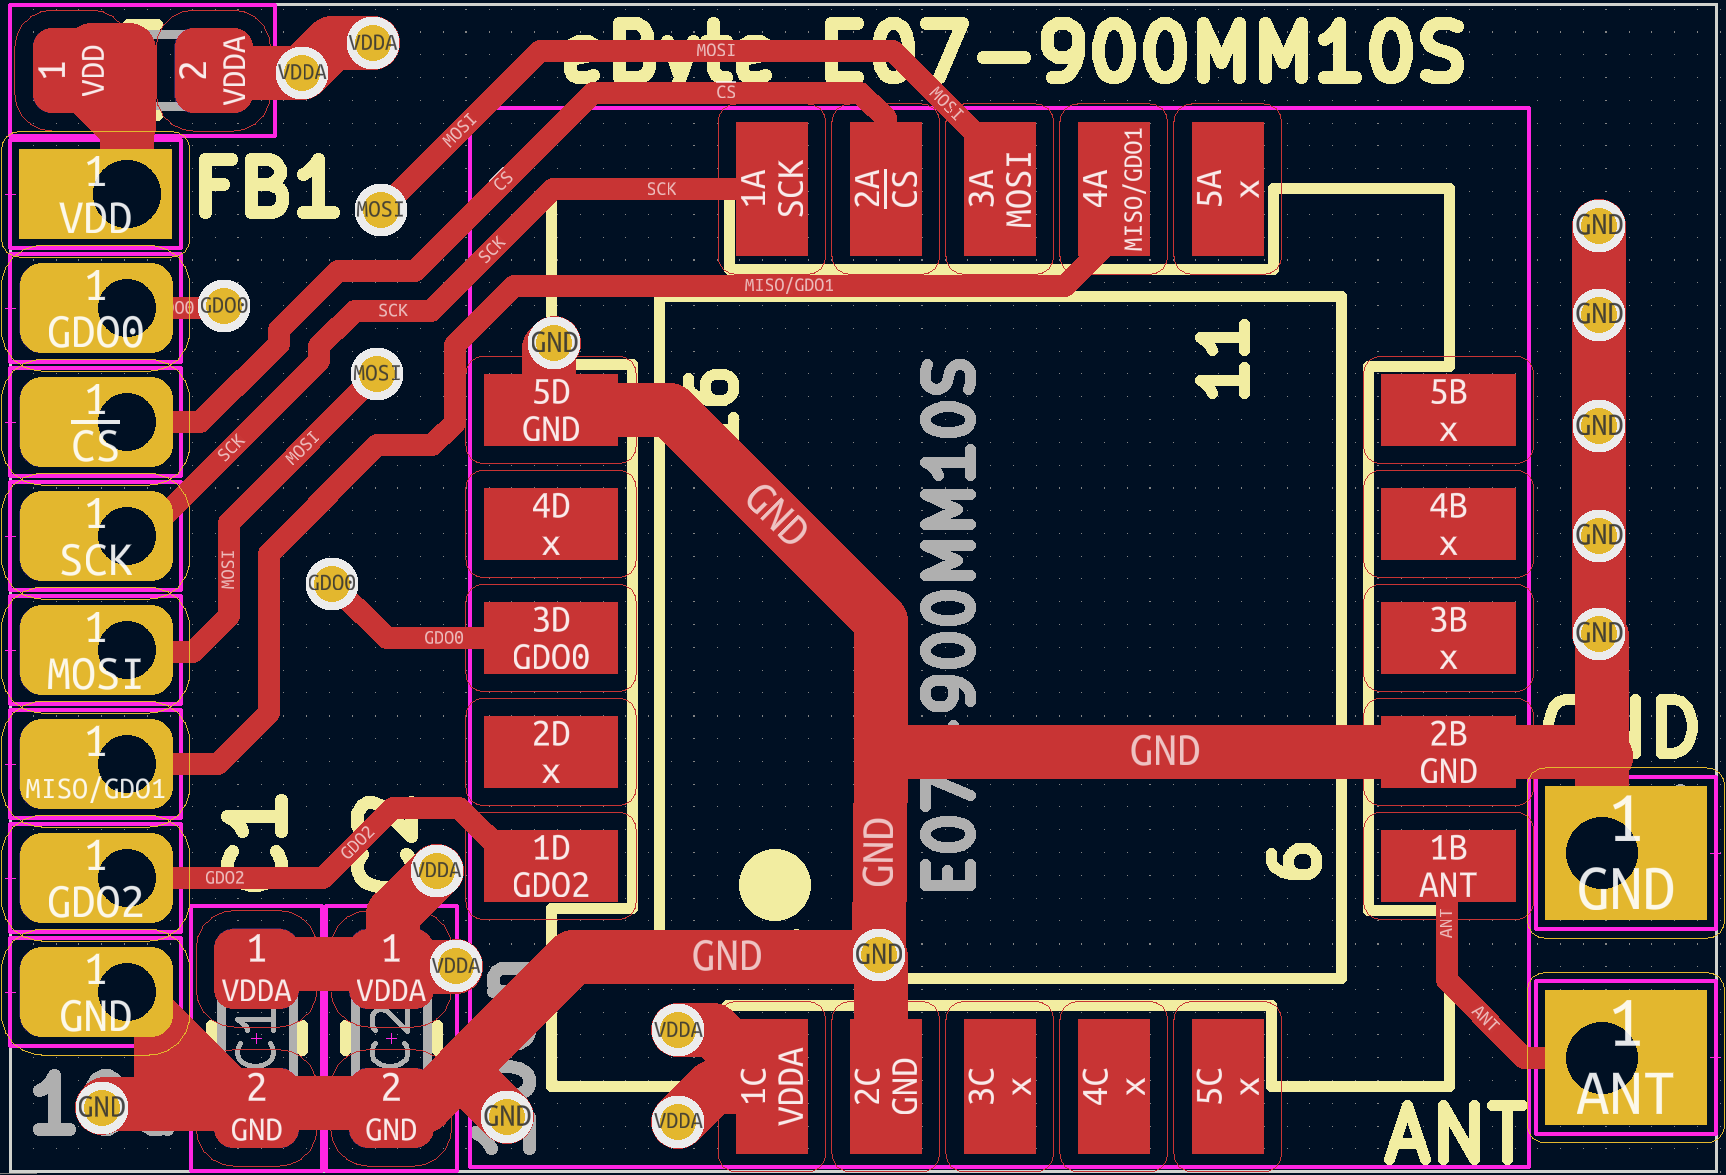 eByte E07-900MM10S
1
VDD
2
VDDA
VDDA
VDDA
MOSI
CS
MOSI
MOSI
CS
SCK
SCK
SCK
SCK
MISO/GDO1
1
VDD
FB1
MOSI
1
GDO0
GDO0
1
CS
MOSI
MOSI
MOSI
1
SCK
1
MOSI
1
MISO/GDO1
1
GDO2
GDO2
GDO2
1
GND
1A
SCK
2A
CS
3A
MOSI
4A
MISO/GDO1
5A
x
GND
5D
GND
4D
x
GDO0
GDO0
3D
GDO0
2D
x
1D
GDO2
16
11
6
E07-900MM10S
GND
GND
GND
GND
GND
5B
x
4B
x
3B
x
2B
GND
1B
ANT
ANT
ANT
GND
GND
GND
GND
GND
GND
1
GND
1
ANT
ANT
C1
C2
VDDA
VDDA
1
VDDA
1
VDDA
C1
C2
2
GND
2
GND
GND
GND
VDDA
VDDA
1C
VDDA
2C
GND
3C
x
4C
x
5C
x